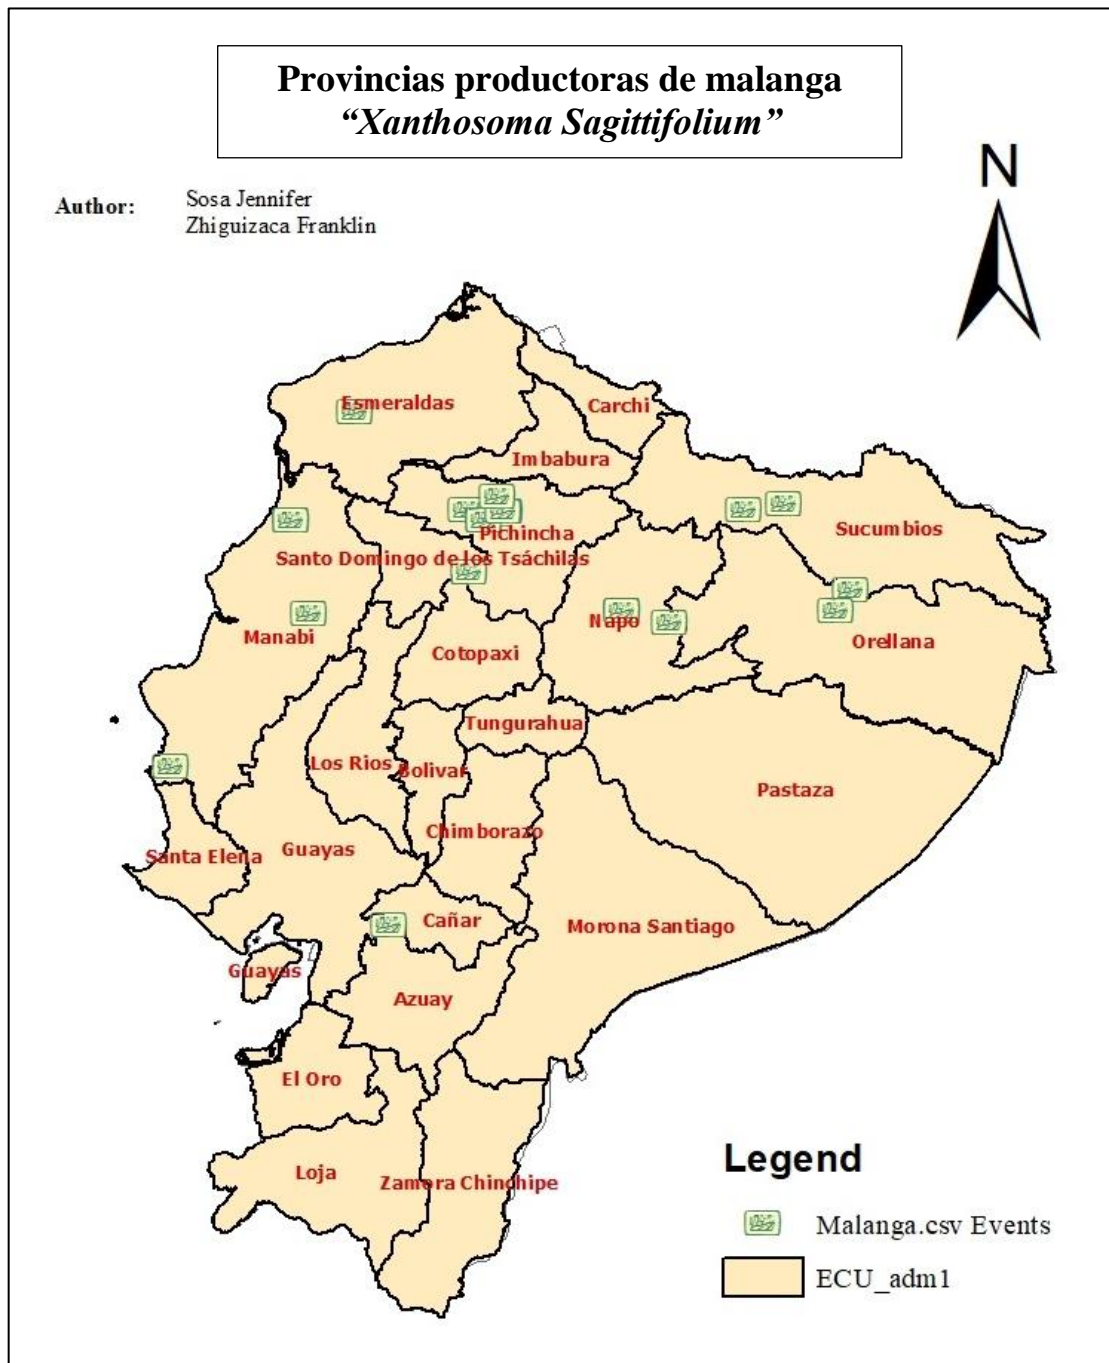 Provincias productoras de malanga
“Xanthosoma Sagittifolium”
N
Author:
Sosa Jennifer
Zhiguizaca Franklin
Esmeraldas
Carchi
Imbabura
Pichincha
Sucumbios
Santo Domingo de los Tsáchilas
Napo
Manabi
Orellana
Cotopaxi
Tungurahua
Los Rios
Bolivar
Pastaza
Chimborazo
Guayas
Santa Elena
Cañar
Morona Santiago
Guayas
Azuay
El Oro
Loja
Zamora Chinchipe
Legend
Malanga.csv Events
ECU_adm1